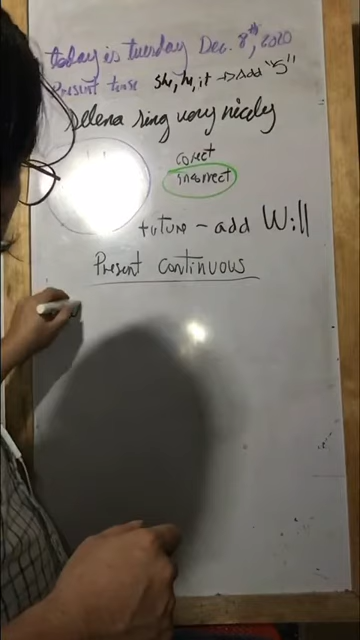 today is tuesday Dec. 8th, 2020
Present tense she, he, it → Add "S"
Selena sing very nicely
corect
incorrect
future - add Will
Present continuous